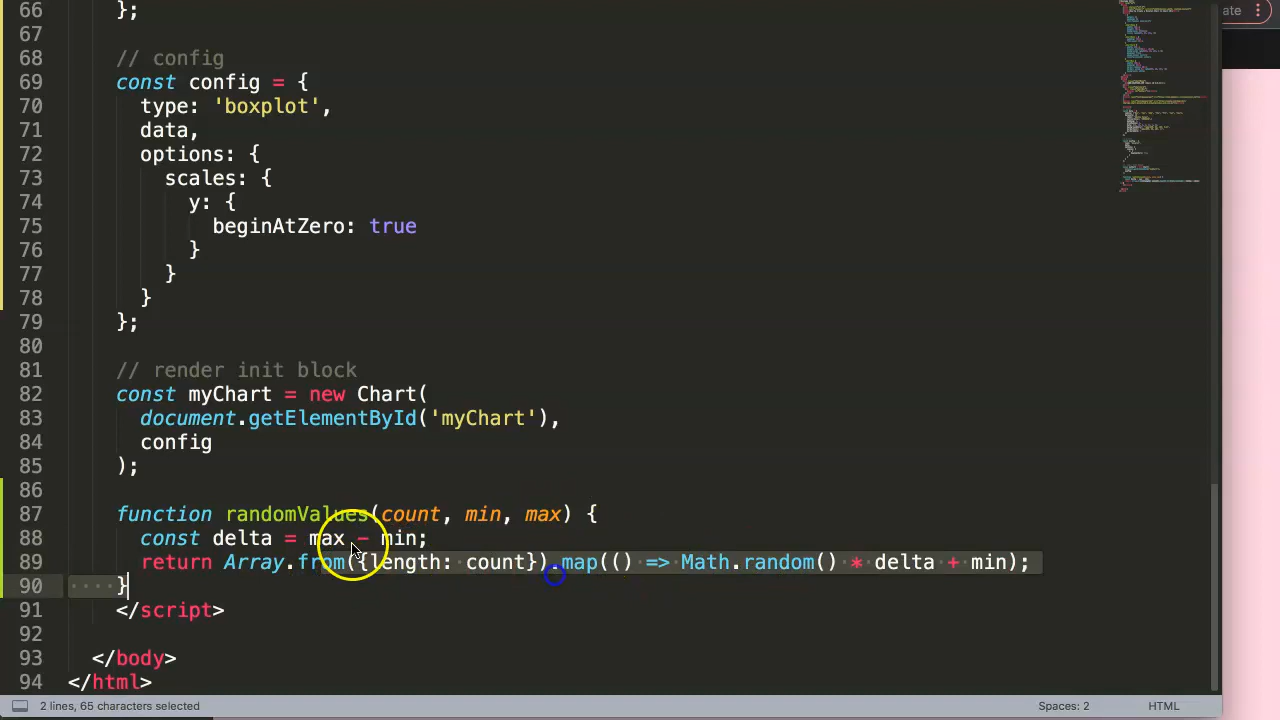 ate
66 };
67
68 // config
69 const config = {
70 type: 'boxplot',
71 data,
72 options: {
73 scales: {
74 y: {
75 beginAtZero: true
76 }
77 }
78 }
79 };
80
81 // render init block
82 const myChart = new Chart(
83 document.getElementById('myChart'),
84 config
85 );
86
87 function randomValues(count, min, max) {
88 const delta = max - min;
89 return Array.from({length: count}).map(() => Math.random() * delta + min);
90 }
91 </script>
92
93 </body>
94 </html>
2 lines, 65 characters selected
Spaces: 2
HTML